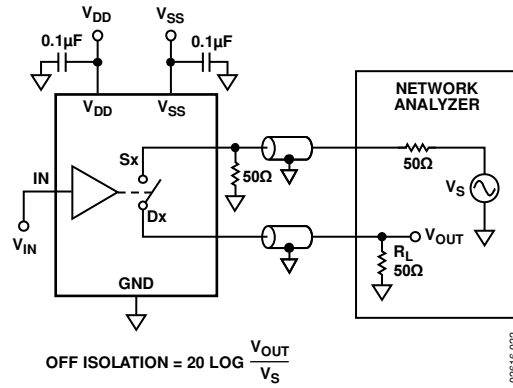 VDD
VSS
0.1µF
0.1µF
VDD
VSS
NETWORK
ANALYZER
Sx
50Ω
50Ω
VS
IN
Dx
VIN
VOUT
RL
50Ω
GND
OFF ISOLATION = 20 LOG VOUT
VS